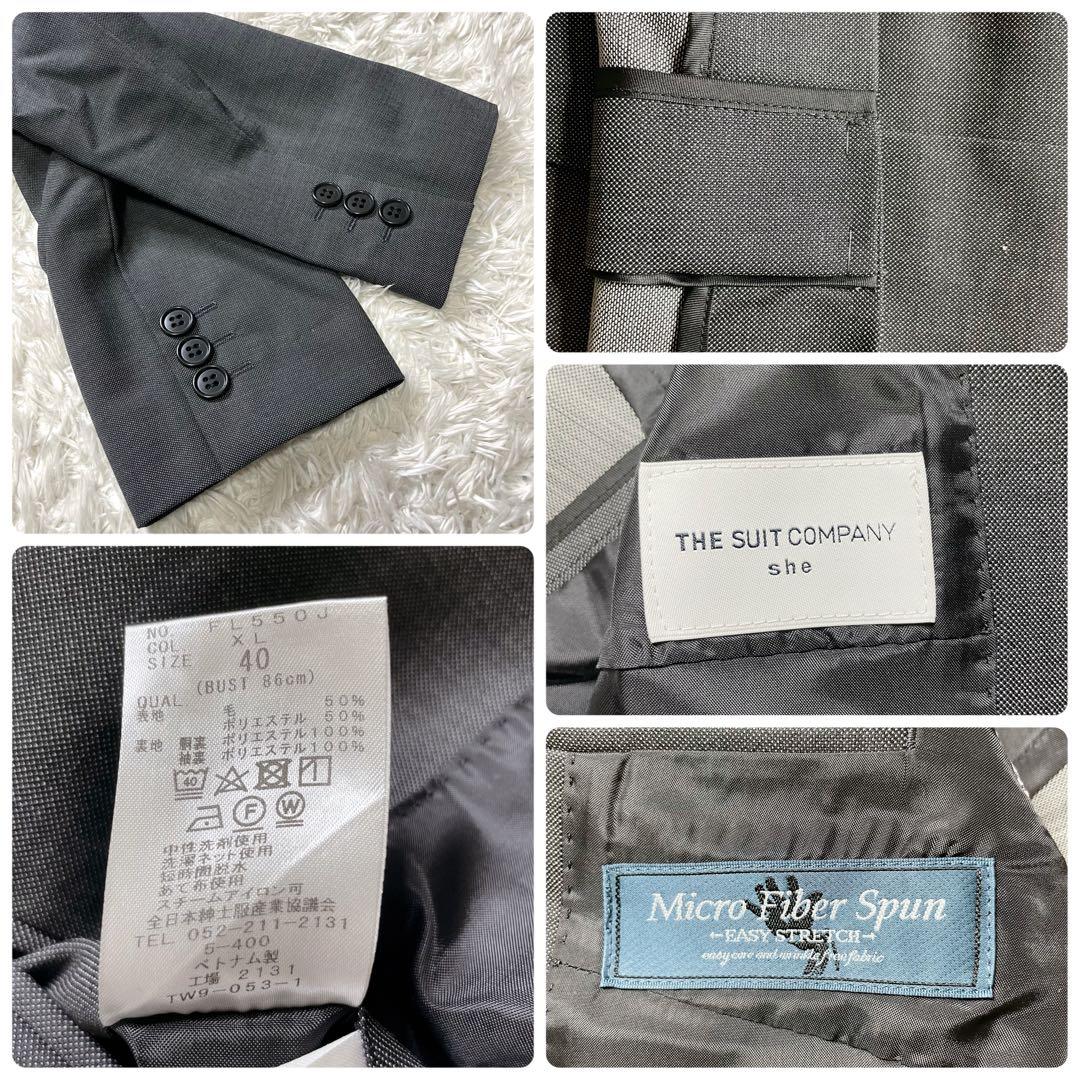 THE SUIT COMPANY
she
NO. FL550J
COL XL
SIZE 40
(BUST 86cm)
QUAL
表地 毛 50%
ポリエステル 50%
裏地 胴裏 ポリエステル100%
袖裏 ポリエステル100%
40
F W
中性洗剤使用
洗濯ネット使用
短時間脱水
あて布使用
スチームアイロン可
全日本紳士服産業協議会
TEL 052-211-2131
5-400
ベトナム製
工場 2131
TW9-053-1
Micro Fiber Spun
EASY STRETCH
easy care and wrinkle free fabric